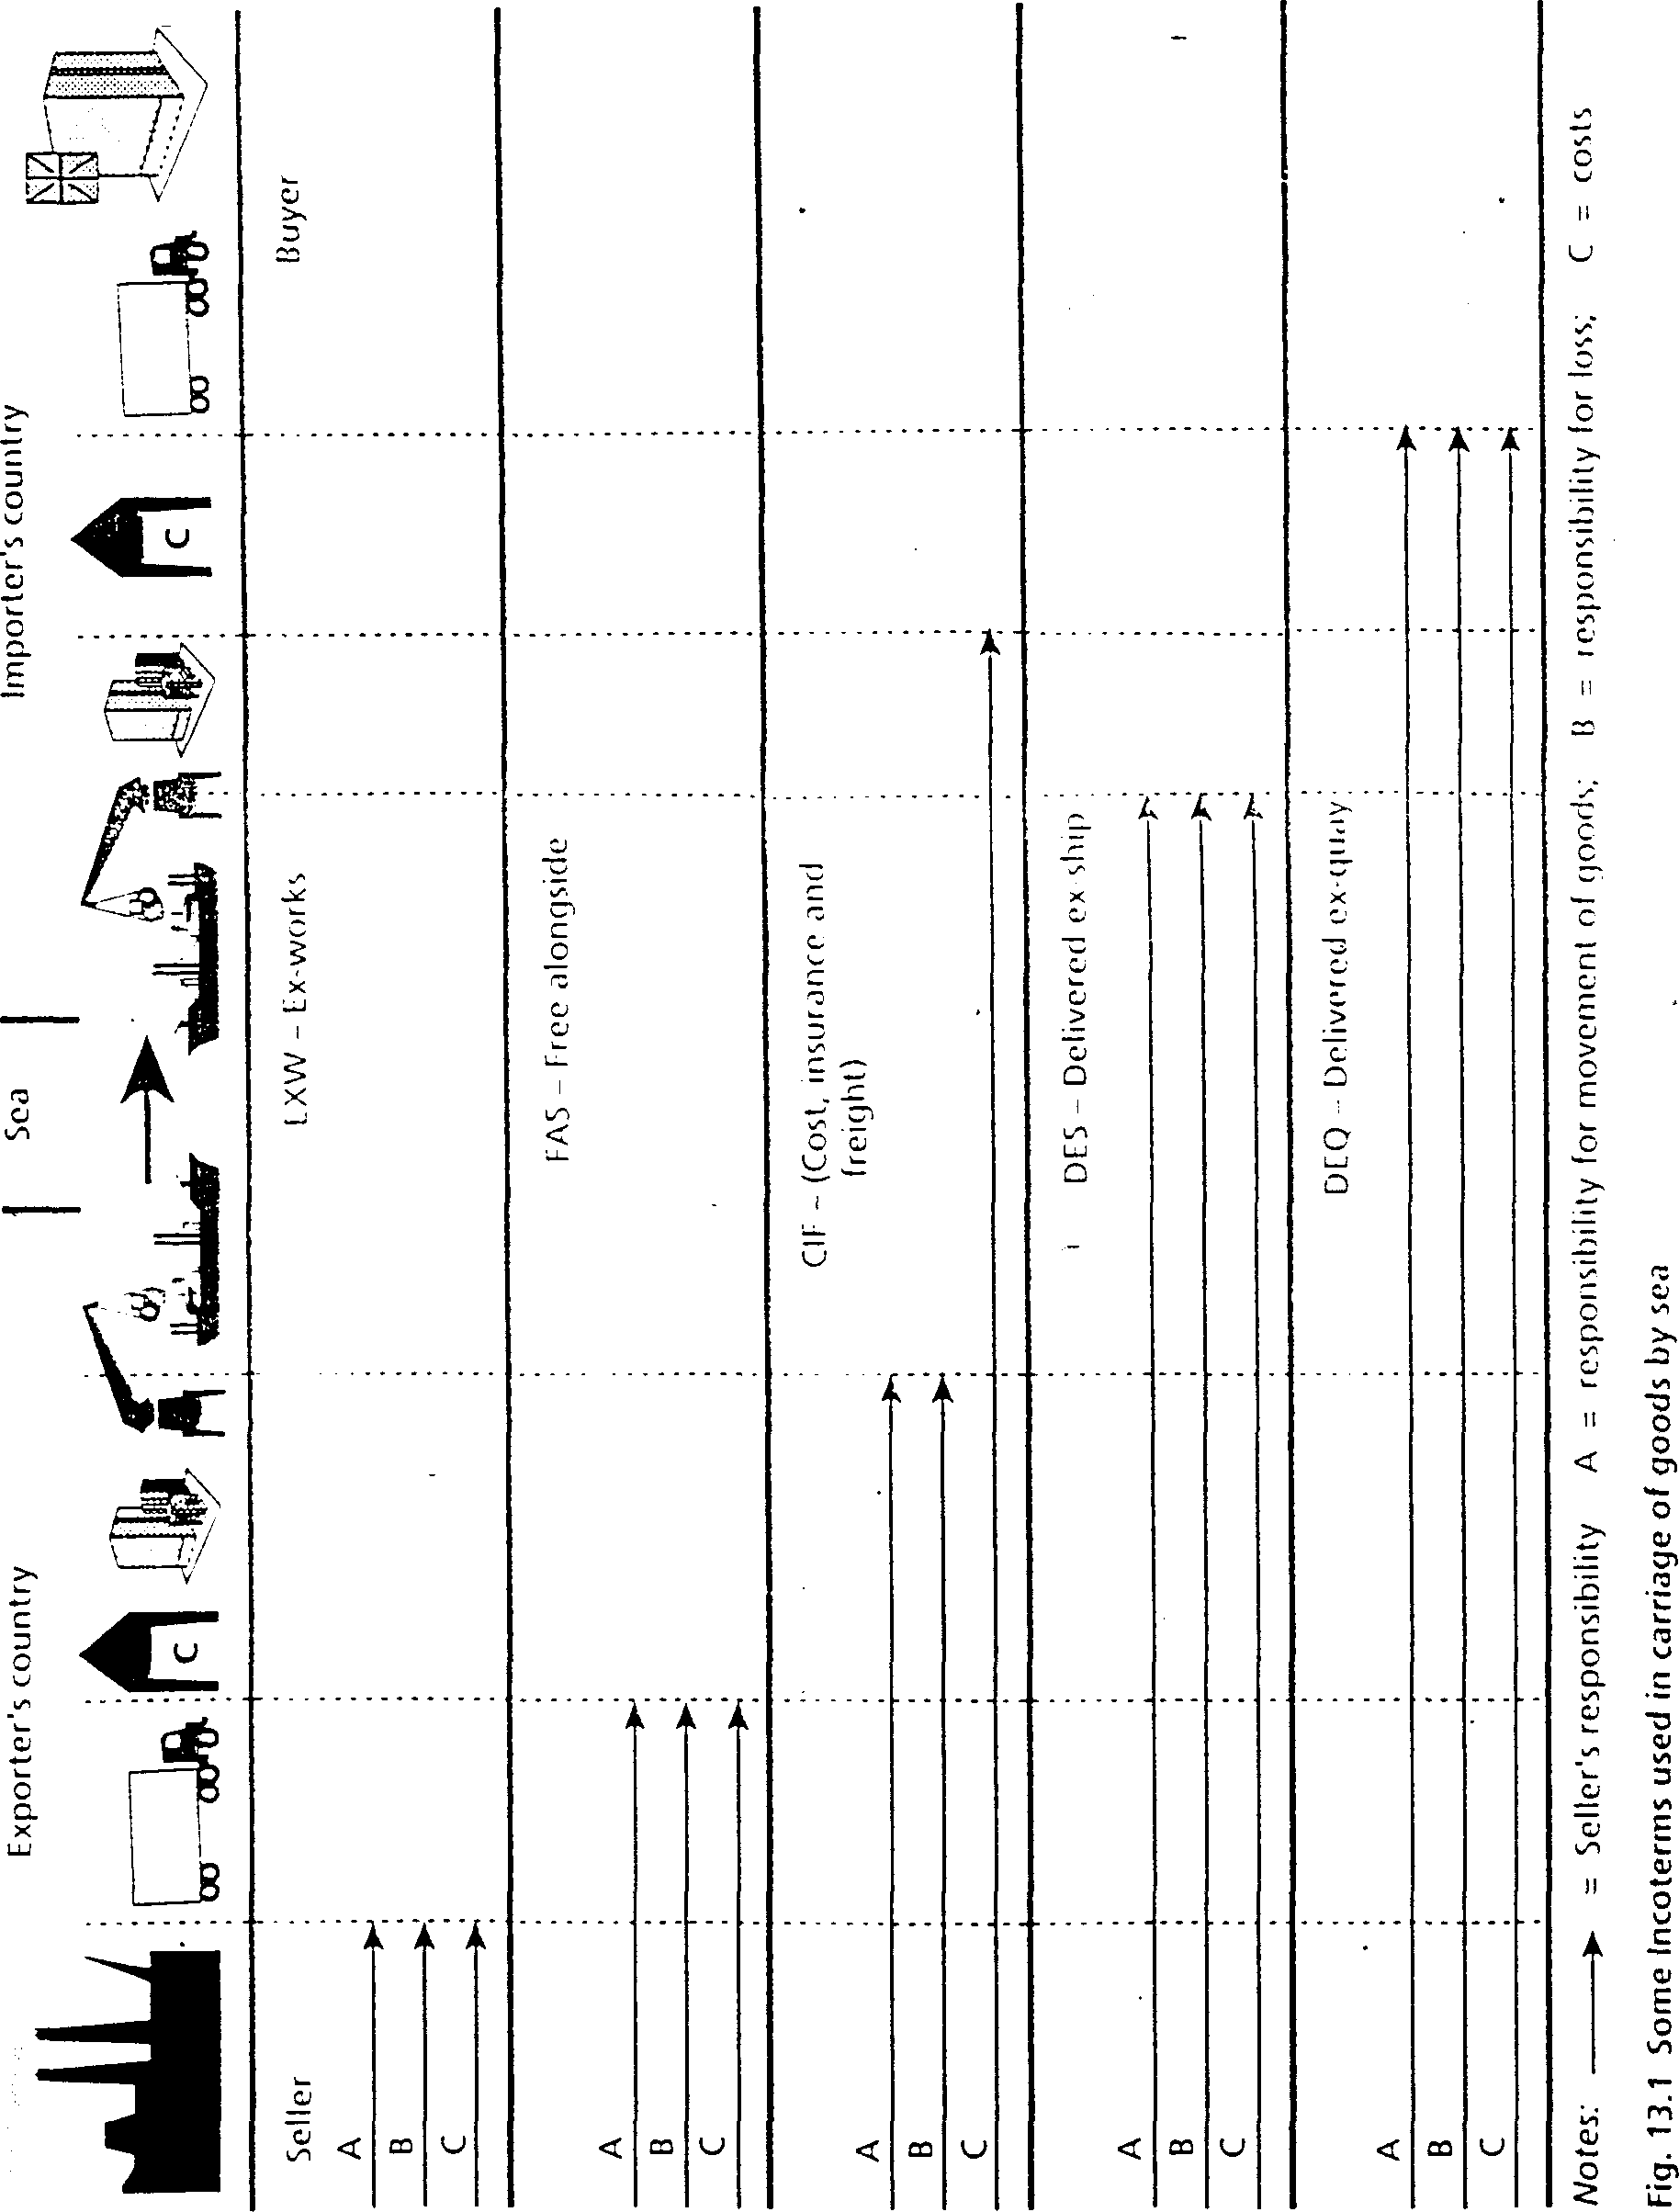 Exporter's country
Sea
Importer's country
C
C
Seller
EXW – Ex-works
Buyer
A
B
C
FAS – Free alongside
A
B
C
CIF – (Cost, insurance and
freight)
A
B
C
DES – Delivered ex-ship
A
B
C
DEQ – Delivered ex-quay
A
B
C
Notes: = Seller's responsibility A = responsibility for movement of goods; B = responsibility for loss; C = costs
Fig. 13.1 Some Incoterms used in carriage of goods by sea